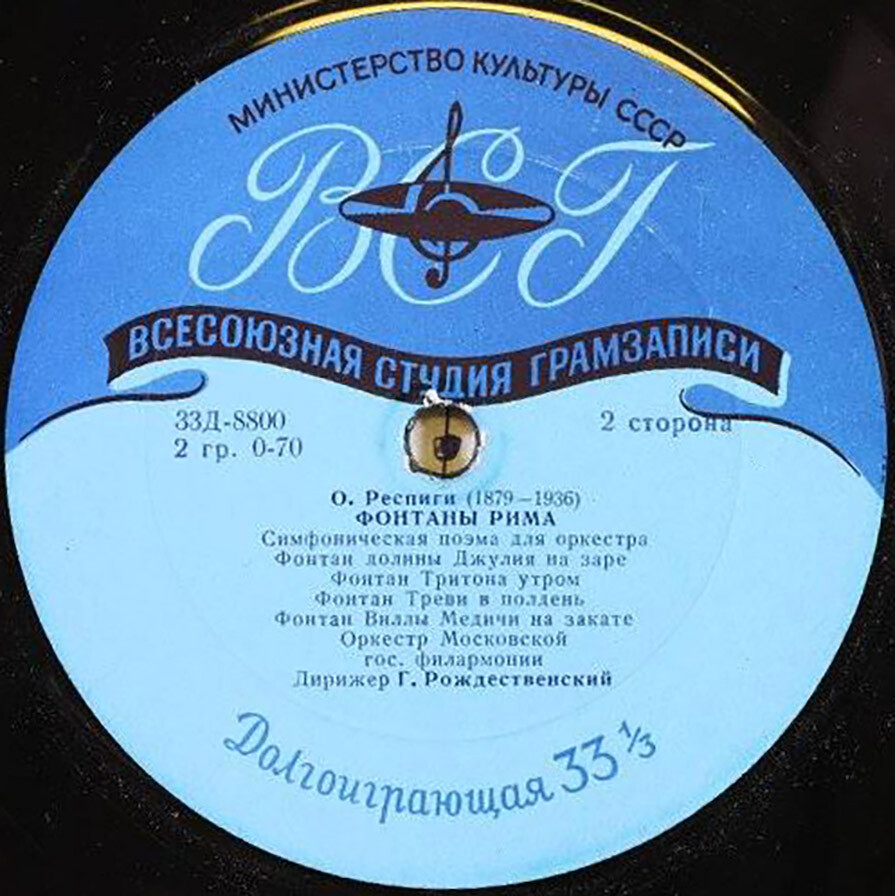 МИНИСТЕРСТВО КУЛЬТУРЫ СССР
ВСГ
ВСЕСОЮЗНАЯ СТУДИЯ ГРАМЗАПИСИ
33Д-8800
2 гр. 0-70
2 сторона
О. Респиги (1879—1936)
ФОНТАНЫ РИМА
Симфоническая поэма для оркестра
Фонтан долины Джулия на заре
Фонтан Тритона утром
Фонтан Треви в полдень
Фонтан Виллы Медичи на закате
Оркестр Московской
гос. филармонии
Дирижер Г. Рождественский
Долгоиграющая 33 ⅓